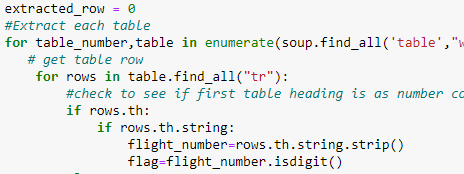 extracted_row = 0
#Extract each table
for table_number,table in enumerate(soup.find_all('table',"w
# get table row
for rows in table.find_all("tr"):
#check to see if first table heading is as number co
if rows.th:
if rows.th.string:
flight_number=rows.th.string.strip()
flag=flight_number.isdigit()